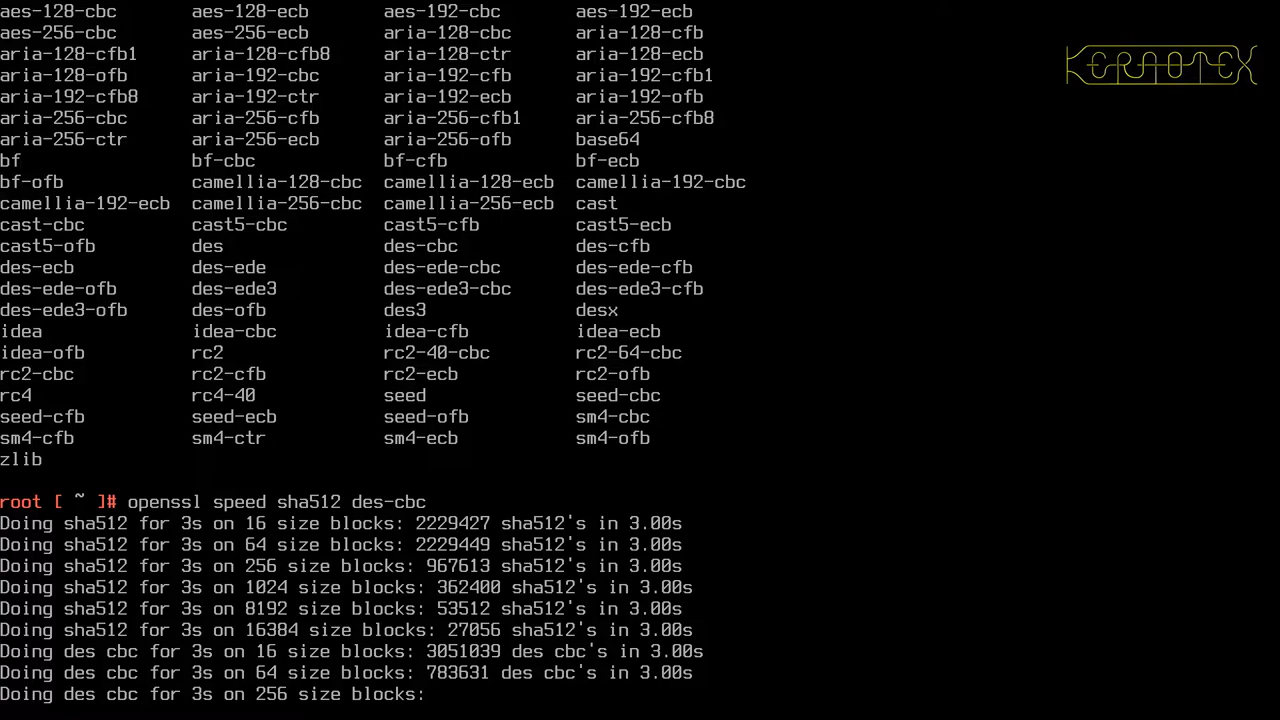 aes-128-cbc aes-128-ecb aes-192-cbc aes-192-ecb
aes-256-cbc aes-256-ecb aria-128-cbc aria-128-cfb
aria-128-cfb1 aria-128-cfb8 aria-128-ctr aria-128-ecb
aria-128-ofb aria-192-cbc aria-192-cfb aria-192-cfb1
aria-192-cfb8 aria-192-ctr aria-192-ecb aria-192-ofb
aria-256-cbc aria-256-cfb aria-256-cfb1 aria-256-cfb8
aria-256-ctr aria-256-ecb aria-256-ofb base64
bf bf-cbc bf-cfb bf-ecb
bf-ofb camellia-128-cbc camellia-128-ecb camellia-192-cbc
camellia-192-ecb camellia-256-cbc camellia-256-ecb cast
cast-cbc cast5-cbc cast5-cfb cast5-ecb
cast5-ofb des des-cbc des-cfb
des-ecb des-ede des-ede-cbc des-ede-cfb
des-ede-ofb des-ede3 des-ede3-cbc des-ede3-cfb
des-ede3-ofb des-ofb des3 desx
idea idea-cbc idea-cfb idea-ecb
idea-ofb rc2 rc2-40-cbc rc2-64-cbc
rc2-cbc rc2-cfb rc2-ecb rc2-ofb
rc4 rc4-40 seed seed-cbc
seed-cfb seed-ecb seed-ofb sm4-cbc
sm4-cfb sm4-ctr sm4-ecb sm4-ofb
zlib
root [ ~ ]# openssl speed sha512 des-cbc
Doing sha512 for 3s on 16 size blocks: 2229427 sha512's in 3.00s
Doing sha512 for 3s on 64 size blocks: 2229449 sha512's in 3.00s
Doing sha512 for 3s on 256 size blocks: 967613 sha512's in 3.00s
Doing sha512 for 3s on 1024 size blocks: 362400 sha512's in 3.00s
Doing sha512 for 3s on 8192 size blocks: 53512 sha512's in 3.00s
Doing sha512 for 3s on 16384 size blocks: 27056 sha512's in 3.00s
Doing des cbc for 3s on 16 size blocks: 3051039 des cbc's in 3.00s
Doing des cbc for 3s on 64 size blocks: 783631 des cbc's in 3.00s
Doing des cbc for 3s on 256 size blocks:
KERNOTEX